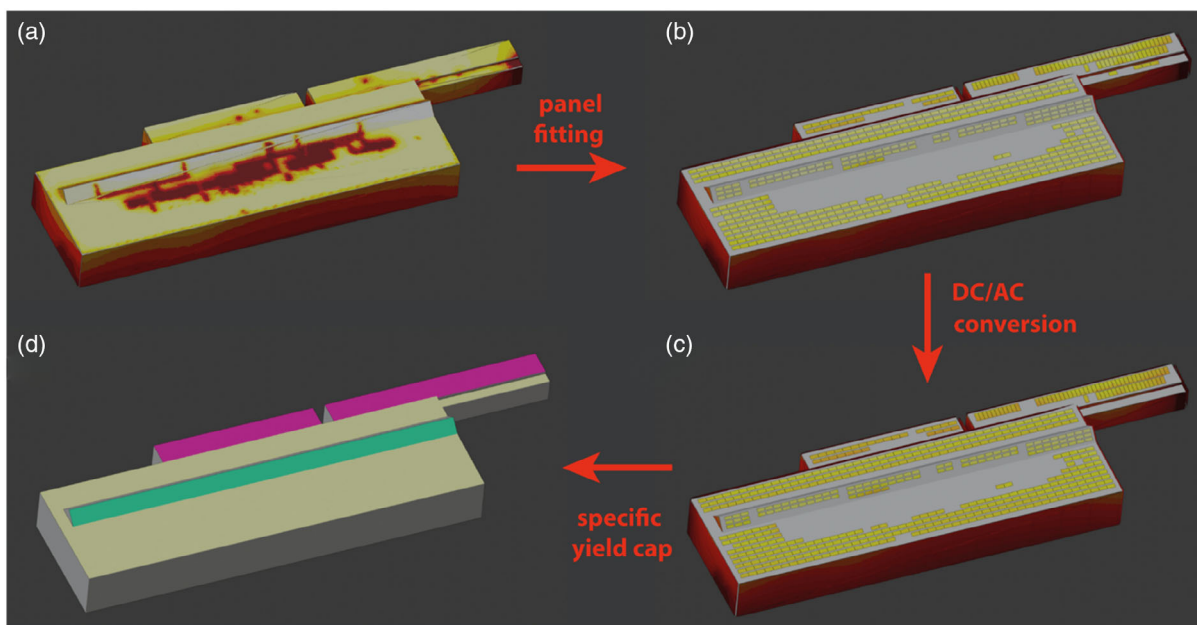 (a)
(b)
panel
fitting
DC/AC
conversion
(d)
(c)
specific
yield cap